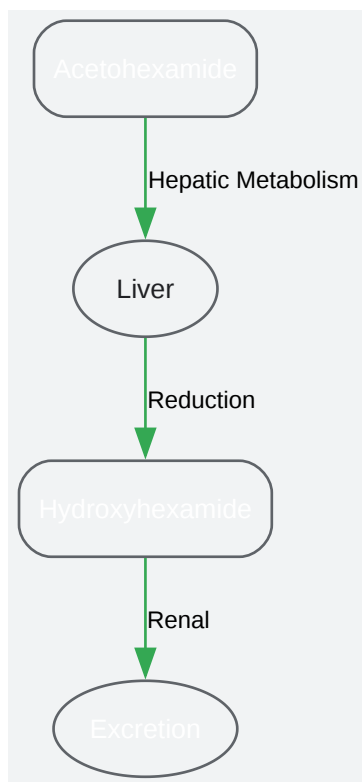 Acetohexamide
Hepatic Metabolism
Liver
Reduction
Hydroxyhexamide
Renal
Excretion